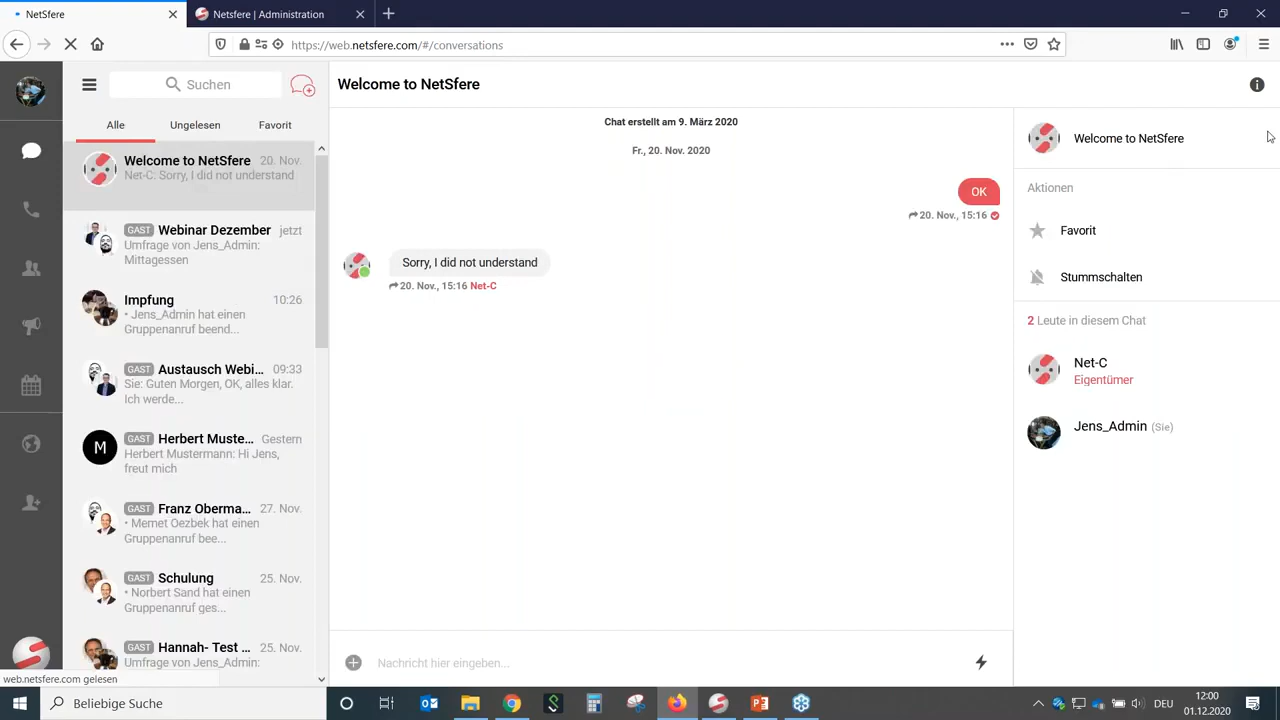 NetSfere
Netsfere | Administration
https://web.netsfere.com/#/conversations
Suchen
Alle
Ungelesen
Favorit
Welcome to NetSfere
20. Nov.
Net-C: Sorry, I did not understand
GAST Webinar Dezember
jetzt
Umfrage von Jens_Admin:
Mittagessen
Impfung
10:26
• Jens_Admin hat einen
Gruppenanruf beend...
GAST Austausch Webi...
09:33
Sie: Guten Morgen, OK, alles klar.
Ich werde...
M
GAST Herbert Muste...
Gestern
Herbert Mustermann: Hi Jens,
freut mich
GAST Franz Oberma...
27. Nov.
• Memet Oezbek hat einen
Gruppenanruf bee...
GAST Schulung
25. Nov.
• Norbert Sand hat einen
Gruppenanruf ges...
GAST Hannah- Test ...
25. Nov.
Umfrage von Jens_Admin:
web.netsfere.com gelesen
Welcome to NetSfere
Chat erstellt am 9. März 2020
Fr., 20. Nov. 2020
OK
20. Nov., 15:16
Sorry, I did not understand
20. Nov., 15:16 Net-C
Nachricht hier eingeben...
Welcome to NetSfere
Aktionen
Favorit
Stummschalten
2 Leute in diesem Chat
Net-C
Eigentümer
Jens_Admin (Sie)
Beliebige Suche
DEU
12:00
01.12.2020